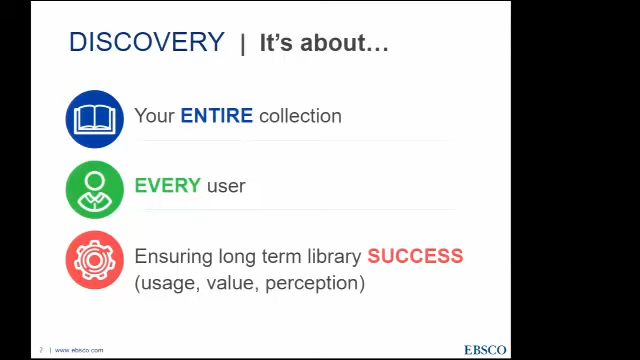 DISCOVERY | It's about…
Your ENTIRE collection
EVERY user
Ensuring long term library SUCCESS
(usage, value, perception)
2 | www.ebsco.com
EBSCO